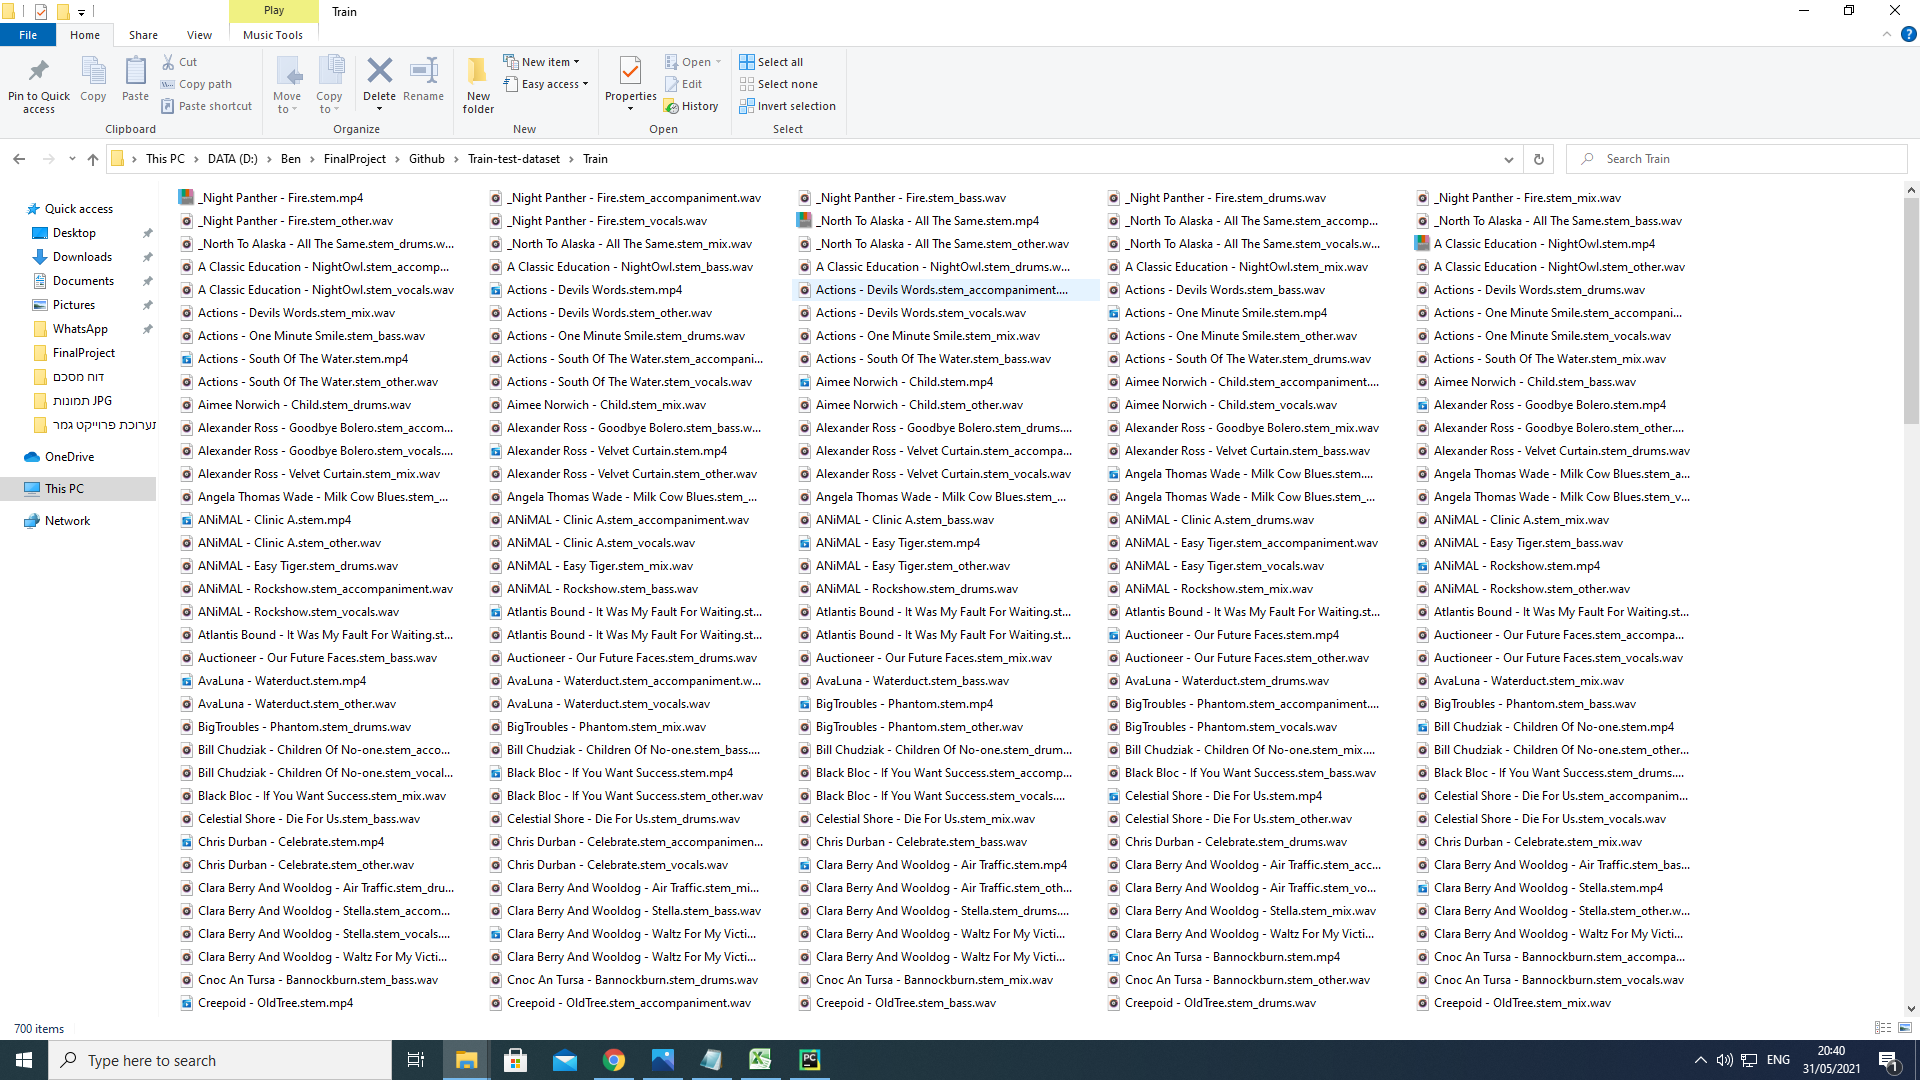 Play
Train
File
Home
Share
View
Music Tools
Pin to Quick access
Copy
Paste
Cut
Copy path
Paste shortcut
Clipboard
Move to
Copy to
Delete
Rename
Organize
New folder
New item
Easy access
New
Properties
Open
Edit
History
Open
Select all
Select none
Invert selection
Select
This PC > DATA (D:) > Ben > FinalProject > Github > Train-test-dataset > Train
Search Train
Quick access
Desktop
Downloads
Documents
Pictures
WhatsApp
FinalProject
דוח מסכם
תמונות JPG
תערוכת פרוייקט גמר
OneDrive
This PC
Network
_Night Panther - Fire.stem.mp4
_Night Panther - Fire.stem_accompaniment.wav
_Night Panther - Fire.stem_bass.wav
_Night Panther - Fire.stem_drums.wav
_Night Panther - Fire.stem_mix.wav
_Night Panther - Fire.stem_other.wav
_Night Panther - Fire.stem_vocals.wav
_North To Alaska - All The Same.stem.mp4
_North To Alaska - All The Same.stem_accomp...
_North To Alaska - All The Same.stem_bass.wav
_North To Alaska - All The Same.stem_drums.w...
_North To Alaska - All The Same.stem_mix.wav
_North To Alaska - All The Same.stem_other.wav
_North To Alaska - All The Same.stem_vocals.w...
A Classic Education - NightOwl.stem.mp4
A Classic Education - NightOwl.stem_accomp...
A Classic Education - NightOwl.stem_bass.wav
A Classic Education - NightOwl.stem_drums.w...
A Classic Education - NightOwl.stem_mix.wav
A Classic Education - NightOwl.stem_other.wav
A Classic Education - NightOwl.stem_vocals.wav
Actions - Devils Words.stem.mp4
Actions - Devils Words.stem_accompaniment....
Actions - Devils Words.stem_bass.wav
Actions - Devils Words.stem_drums.wav
Actions - Devils Words.stem_mix.wav
Actions - Devils Words.stem_other.wav
Actions - Devils Words.stem_vocals.wav
Actions - One Minute Smile.stem.mp4
Actions - One Minute Smile.stem_accompani...
Actions - One Minute Smile.stem_bass.wav
Actions - One Minute Smile.stem_drums.wav
Actions - One Minute Smile.stem_mix.wav
Actions - One Minute Smile.stem_other.wav
Actions - One Minute Smile.stem_vocals.wav
Actions - South Of The Water.stem.mp4
Actions - South Of The Water.stem_accompani...
Actions - South Of The Water.stem_bass.wav
Actions - South Of The Water.stem_drums.wav
Actions - South Of The Water.stem_mix.wav
Actions - South Of The Water.stem_other.wav
Actions - South Of The Water.stem_vocals.wav
Aimee Norwich - Child.stem.mp4
Aimee Norwich - Child.stem_accompaniment....
Aimee Norwich - Child.stem_bass.wav
Aimee Norwich - Child.stem_drums.wav
Aimee Norwich - Child.stem_mix.wav
Aimee Norwich - Child.stem_other.wav
Aimee Norwich - Child.stem_vocals.wav
Alexander Ross - Goodbye Bolero.stem.mp4
Alexander Ross - Goodbye Bolero.stem_accom...
Alexander Ross - Goodbye Bolero.stem_bass.w...
Alexander Ross - Goodbye Bolero.stem_drums....
Alexander Ross - Goodbye Bolero.stem_mix.wav
Alexander Ross - Goodbye Bolero.stem_other....
Alexander Ross - Goodbye Bolero.stem_vocals....
Alexander Ross - Velvet Curtain.stem.mp4
Alexander Ross - Velvet Curtain.stem_accompa...
Alexander Ross - Velvet Curtain.stem_bass.wav
Alexander Ross - Velvet Curtain.stem_drums.wav
Alexander Ross - Velvet Curtain.stem_mix.wav
Alexander Ross - Velvet Curtain.stem_other.wav
Alexander Ross - Velvet Curtain.stem_vocals.wav
Angela Thomas Wade - Milk Cow Blues.stem....
Angela Thomas Wade - Milk Cow Blues.stem_a...
Angela Thomas Wade - Milk Cow Blues.stem_...
Angela Thomas Wade - Milk Cow Blues.stem_...
Angela Thomas Wade - Milk Cow Blues.stem_...
Angela Thomas Wade - Milk Cow Blues.stem_...
Angela Thomas Wade - Milk Cow Blues.stem_v...
ANiMAL - Clinic A.stem.mp4
ANiMAL - Clinic A.stem_accompaniment.wav
ANiMAL - Clinic A.stem_bass.wav
ANiMAL - Clinic A.stem_drums.wav
ANiMAL - Clinic A.stem_mix.wav
ANiMAL - Clinic A.stem_other.wav
ANiMAL - Clinic A.stem_vocals.wav
ANiMAL - Easy Tiger.stem.mp4
ANiMAL - Easy Tiger.stem_accompaniment.wav
ANiMAL - Easy Tiger.stem_bass.wav
ANiMAL - Easy Tiger.stem_drums.wav
ANiMAL - Easy Tiger.stem_mix.wav
ANiMAL - Easy Tiger.stem_other.wav
ANiMAL - Easy Tiger.stem_vocals.wav
ANiMAL - Rockshow.stem.mp4
ANiMAL - Rockshow.stem_accompaniment.wav
ANiMAL - Rockshow.stem_bass.wav
ANiMAL - Rockshow.stem_drums.wav
ANiMAL - Rockshow.stem_mix.wav
ANiMAL - Rockshow.stem_other.wav
ANiMAL - Rockshow.stem_vocals.wav
Atlantis Bound - It Was My Fault For Waiting.st...
Atlantis Bound - It Was My Fault For Waiting.st...
Atlantis Bound - It Was My Fault For Waiting.st...
Atlantis Bound - It Was My Fault For Waiting.st...
Atlantis Bound - It Was My Fault For Waiting.st...
Atlantis Bound - It Was My Fault For Waiting.st...
Atlantis Bound - It Was My Fault For Waiting.st...
Auctioneer - Our Future Faces.stem.mp4
Auctioneer - Our Future Faces.stem_accompa...
Auctioneer - Our Future Faces.stem_bass.wav
Auctioneer - Our Future Faces.stem_drums.wav
Auctioneer - Our Future Faces.stem_mix.wav
Auctioneer - Our Future Faces.stem_other.wav
Auctioneer - Our Future Faces.stem_vocals.wav
AvaLuna - Waterduct.stem.mp4
AvaLuna - Waterduct.stem_accompaniment.w...
AvaLuna - Waterduct.stem_bass.wav
AvaLuna - Waterduct.stem_drums.wav
AvaLuna - Waterduct.stem_mix.wav
AvaLuna - Waterduct.stem_other.wav
AvaLuna - Waterduct.stem_vocals.wav
BigTroubles - Phantom.stem.mp4
BigTroubles - Phantom.stem_accompaniment....
BigTroubles - Phantom.stem_bass.wav
BigTroubles - Phantom.stem_drums.wav
BigTroubles - Phantom.stem_mix.wav
BigTroubles - Phantom.stem_other.wav
BigTroubles - Phantom.stem_vocals.wav
Bill Chudziak - Children Of No-one.stem.mp4
Bill Chudziak - Children Of No-one.stem_acco...
Bill Chudziak - Children Of No-one.stem_bass....
Bill Chudziak - Children Of No-one.stem_drum...
Bill Chudziak - Children Of No-one.stem_mix....
Bill Chudziak - Children Of No-one.stem_other...
Bill Chudziak - Children Of No-one.stem_vocal...
Black Bloc - If You Want Success.stem.mp4
Black Bloc - If You Want Success.stem_accomp...
Black Bloc - If You Want Success.stem_bass.wav
Black Bloc - If You Want Success.stem_drums....
Black Bloc - If You Want Success.stem_mix.wav
Black Bloc - If You Want Success.stem_other.wav
Black Bloc - If You Want Success.stem_vocals....
Celestial Shore - Die For Us.stem.mp4
Celestial Shore - Die For Us.stem_accompanim...
Celestial Shore - Die For Us.stem_bass.wav
Celestial Shore - Die For Us.stem_drums.wav
Celestial Shore - Die For Us.stem_mix.wav
Celestial Shore - Die For Us.stem_other.wav
Celestial Shore - Die For Us.stem_vocals.wav
Chris Durban - Celebrate.stem.mp4
Chris Durban - Celebrate.stem_accompanimen...
Chris Durban - Celebrate.stem_bass.wav
Chris Durban - Celebrate.stem_drums.wav
Chris Durban - Celebrate.stem_mix.wav
Chris Durban - Celebrate.stem_other.wav
Chris Durban - Celebrate.stem_vocals.wav
Clara Berry And Wooldog - Air Traffic.stem.mp4
Clara Berry And Wooldog - Air Traffic.stem_acc...
Clara Berry And Wooldog - Air Traffic.stem_bas...
Clara Berry And Wooldog - Air Traffic.stem_dru...
Clara Berry And Wooldog - Air Traffic.stem_mi...
Clara Berry And Wooldog - Air Traffic.stem_oth...
Clara Berry And Wooldog - Air Traffic.stem_vo...
Clara Berry And Wooldog - Stella.stem.mp4
Clara Berry And Wooldog - Stella.stem_accom...
Clara Berry And Wooldog - Stella.stem_bass.wav
Clara Berry And Wooldog - Stella.stem_drums....
Clara Berry And Wooldog - Stella.stem_mix.wav
Clara Berry And Wooldog - Stella.stem_other.w...
Clara Berry And Wooldog - Stella.stem_vocals....
Clara Berry And Wooldog - Waltz For My Victi...
Clara Berry And Wooldog - Waltz For My Victi...
Clara Berry And Wooldog - Waltz For My Victi...
Clara Berry And Wooldog - Waltz For My Victi...
Clara Berry And Wooldog - Waltz For My Victi...
Clara Berry And Wooldog - Waltz For My Victi...
Clara Berry And Wooldog - Waltz For My Victi...
Cnoc An Tursa - Bannockburn.stem.mp4
Cnoc An Tursa - Bannockburn.stem_accompa...
Cnoc An Tursa - Bannockburn.stem_bass.wav
Cnoc An Tursa - Bannockburn.stem_drums.wav
Cnoc An Tursa - Bannockburn.stem_mix.wav
Cnoc An Tursa - Bannockburn.stem_other.wav
Cnoc An Tursa - Bannockburn.stem_vocals.wav
Creepoid - OldTree.stem.mp4
Creepoid - OldTree.stem_accompaniment.wav
Creepoid - OldTree.stem_bass.wav
Creepoid - OldTree.stem_drums.wav
Creepoid - OldTree.stem_mix.wav
700 items
Type here to search
PC
ENG
20:40
31/05/2021
1